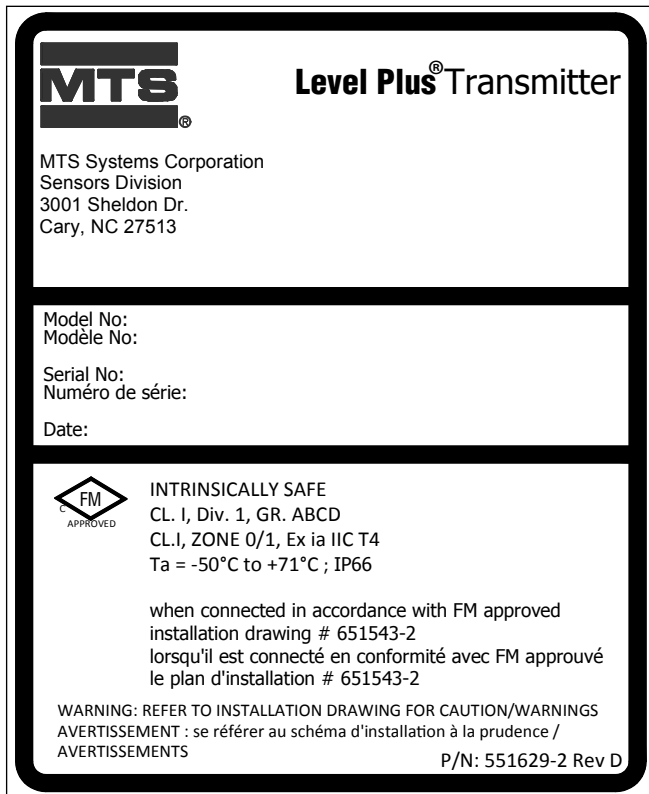 MTS
®
Level Plus® Transmitter
MTS Systems Corporation
Sensors Division
3001 Sheldon Dr.
Cary, NC 27513
Model No:
Modèle No:
Serial No:
Numéro de série:
Date:
C FM
APPROVED
INTRINSICALLY SAFE
CL. I, Div. 1, GR. ABCD
CL.I, ZONE 0/1, Ex ia IIC T4
Ta = -50°C to +71°C ; IP66
when connected in accordance with FM approved
installation drawing # 651543-2
lorsqu'il est connecté en conformité avec FM approuvé
le plan d'installation # 651543-2
WARNING: REFER TO INSTALLATION DRAWING FOR CAUTION/WARNINGS
AVERTISSEMENT : se référer au schéma d'installation à la prudence /
AVERTISSEMENTS
P/N: 551629-2 Rev D